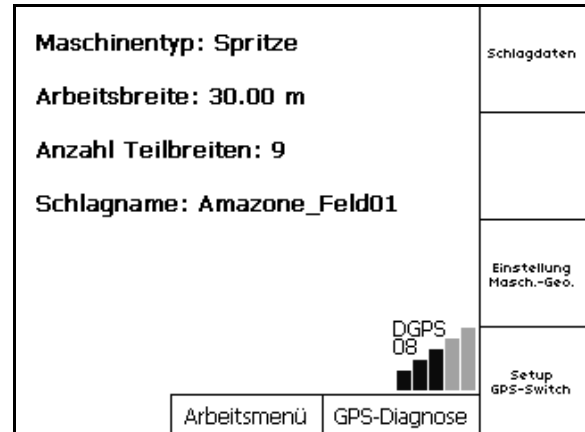 Maschinentyp: Spritze
Arbeitsbreite: 30.00 m
Anzahl Teilbreiten: 9
Schlagname: Amazone_Feld01
DGPS
08
Arbeitsmenü
GPS-Diagnose
Schlagdaten
Einstellung
Masch.-Geo.
Setup
GPS-Switch